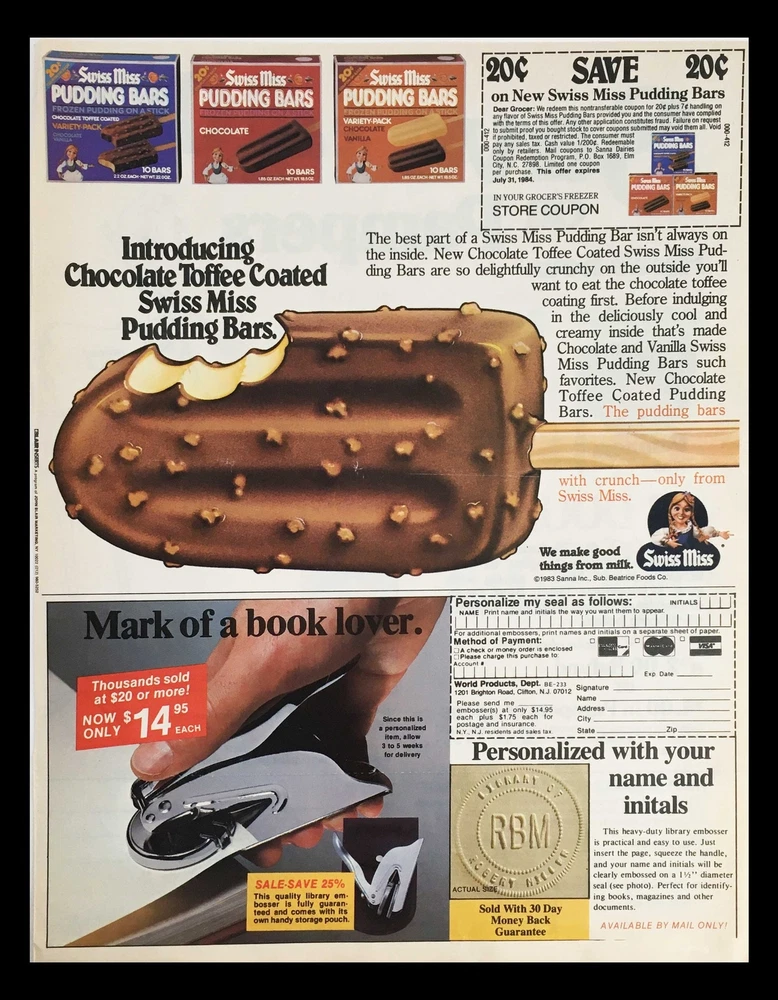 20¢
Swiss Miss
PUDDING BARS
FROZEN PUDDING ON A STICK
CHOCOLATE TOFFEE COATED
VARIETY-PACK
CHOCOLATE
VANILLA
10 BARS
Swiss Miss
PUDDING BARS
FROZEN PUDDING ON A STICK
CHOCOLATE
10 BARS
20¢
Swiss Miss
PUDDING BARS
FROZEN PUDDING ON A STICK
VARIETY-PACK
CHOCOLATE
VANILLA
10 BARS
20¢ SAVE 20¢
on New Swiss Miss Pudding Bars
Dear Grocer: We redeem this nontransferable coupon for 20¢ plus 7¢ handling on
any flavor of Swiss Miss Pudding Bars provided you and the consumer have complied
with the terms of this offer. Any other application constitutes fraud. Failure on request
to submit proof you bought stock to cover coupons submitted may void them all. Void
if prohibited, taxed or restricted. The consumer must
pay any sales tax. Cash value 1/200¢. Redeemable
only by retailers. Mail coupons to Sanna Dairies
Coupon Redemption Program, P.O. Box 1689, Elm
City, N.C. 27898. Limited one coupon
per purchase. This offer expires
July 31, 1984.
000-412
000-412
IN YOUR GROCER'S FREEZER
STORE COUPON
PUDDING BARS
PUDDING BARS
PUDDING BARS
Introducing
Chocolate Toffee Coated
Swiss Miss
Pudding Bars.
The best part of a Swiss Miss Pudding Bar isn't always on
the inside. New Chocolate Toffee Coated Swiss Miss Pud-
ding Bars are so delightfully crunchy on the outside you'll
want to eat the chocolate toffee
coating first. Before indulging
in the deliciously cool and
creamy inside that's made
Chocolate and Vanilla Swiss
Miss Pudding Bars such
favorites. New Chocolate
Toffee Coated Pudding
Bars. The pudding bars
with crunch—only from
Swiss Miss.
We make good
things from milk.
Swiss Miss
©1983 Sanna Inc., Sub. Beatrice Foods Co.
Mark of a book lover.
Thousands sold
at $20 or more!
NOW ONLY $14 95 EACH
Since this is
a personalized
item, allow
3 to 5 weeks
for delivery
SALE-SAVE 25%
This quality library em-
bosser is fully guaran-
teed and comes with its
own handy storage pouch.
Personalize my seal as follows: INITIALS
NAME Print name and initials the way you want them to appear.
For additional embossers, print names and initials on a separate sheet of paper.
Method of Payment:
A check or money order is enclosed
Please charge this purchase to:
VISA
Account #
Exp Date
World Products, Dept. BE-233
1201 Brighton Road, Clifton, N.J. 07012
Please send me
embosser(s) at only $14.95
each plus $1.75 each for
postage and insurance.
N.Y., N.J. residents add sales tax
Signature
Name
Address
City
State Zip
Personalized with your
name and
initals
LIBRARY OF
RBM
ROBERT
ACTUAL SIZE
Sold With 30 Day
Money Back
Guarantee
This heavy-duty library embosser
is practical and easy to use. Just
insert the page, squeeze the handle,
and your name and initials will be
clearly embossed on a 1½" diameter
seal (see photo). Perfect for identify-
ing books, magazines and other
documents.
AVAILABLE BY MAIL ONLY!